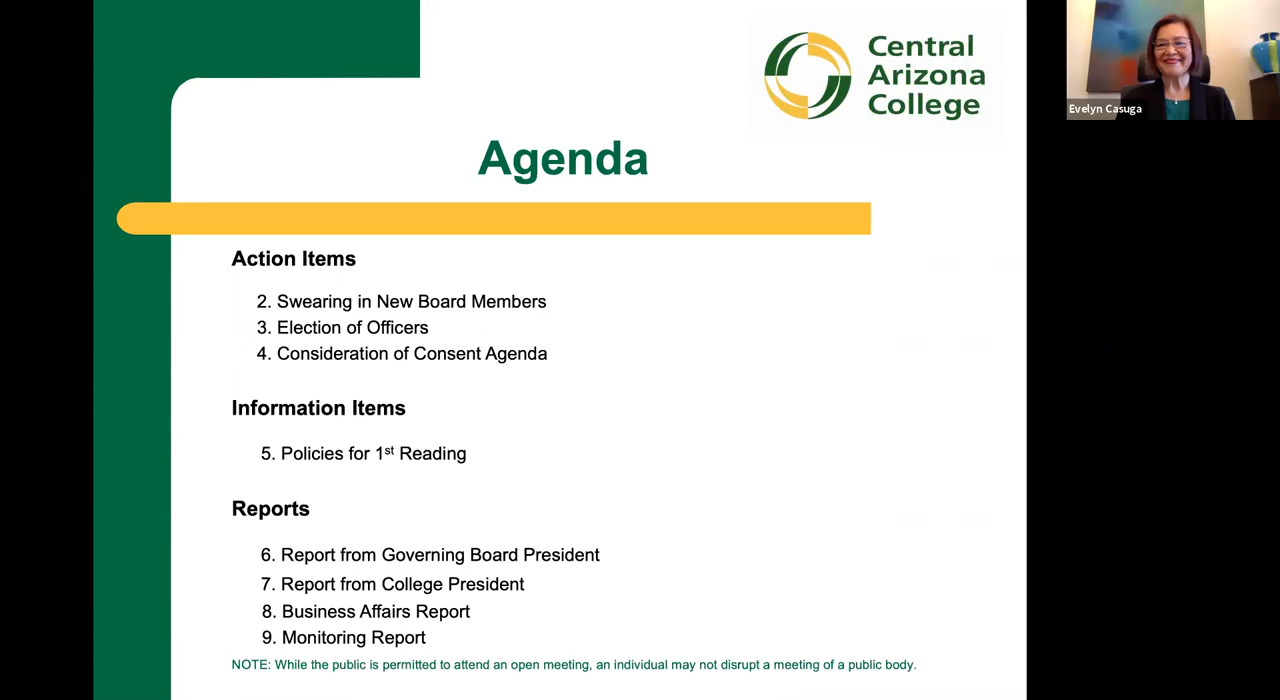 Central
Arizona
College
Evelyn Casuga
Agenda
Action Items
2. Swearing in New Board Members
3. Election of Officers
4. Consideration of Consent Agenda
Information Items
5. Policies for 1st Reading
Reports
6. Report from Governing Board President
7. Report from College President
8. Business Affairs Report
9. Monitoring Report
NOTE: While the public is permitted to attend an open meeting, an individual may not disrupt a meeting of a public body.